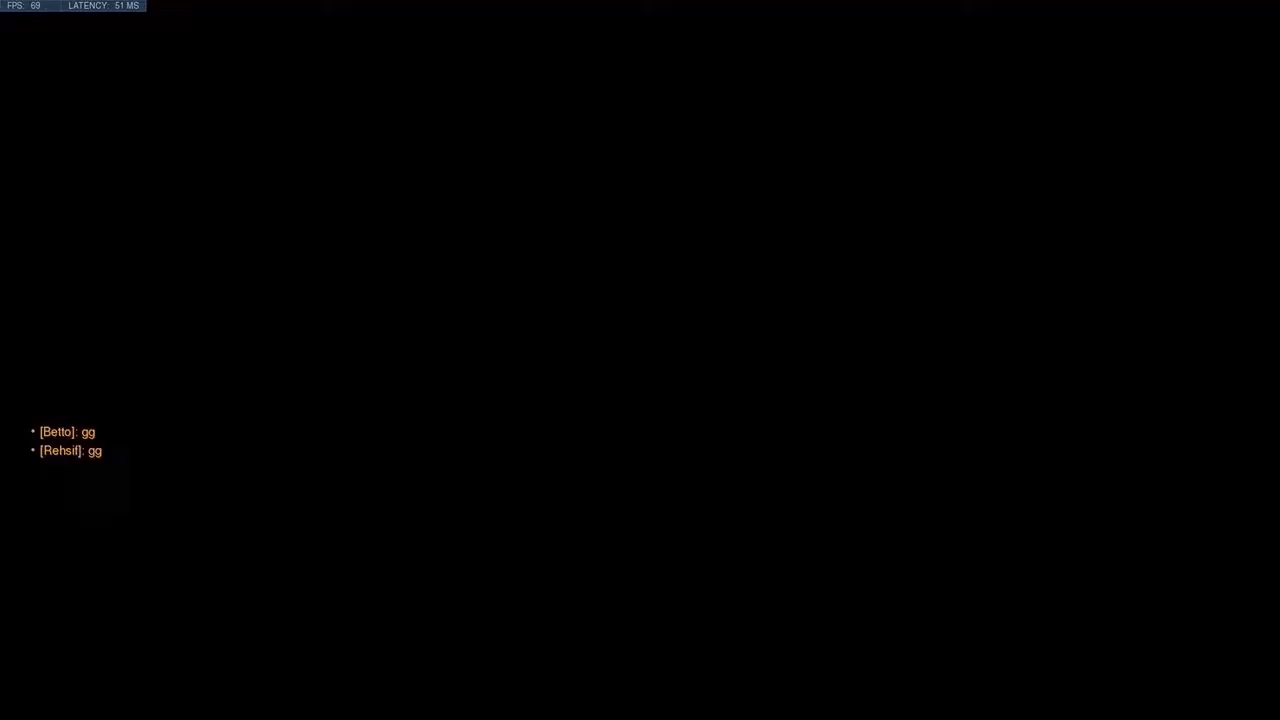 FPS: 69 LATENCY: 51 MS
• [Betto]: gg
• [Rehsif]: gg